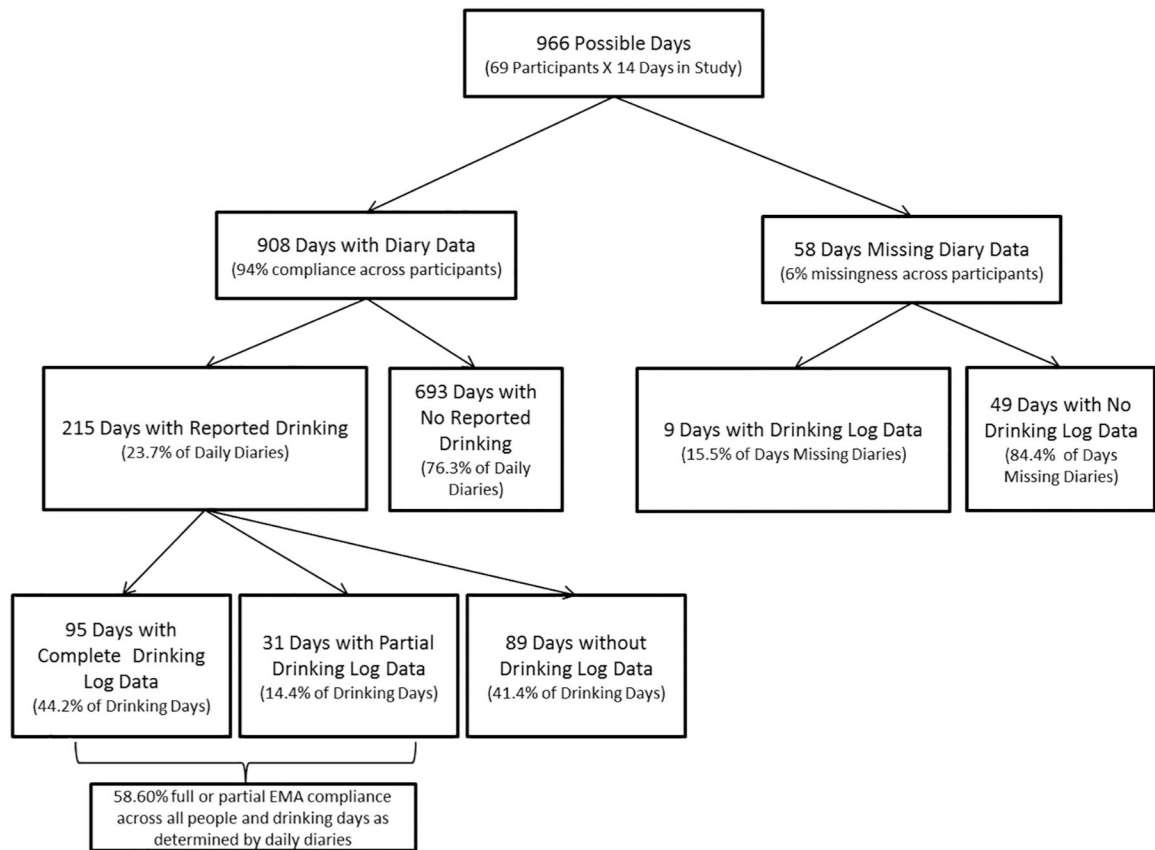 966 Possible Days
(69 Participants X 14 Days in Study)
908 Days with Diary Data
(94% compliance across participants)
58 Days Missing Diary Data
(6% missingness across participants)
215 Days with Reported Drinking
(23.7% of Daily Diaries)
693 Days with
No Reported
Drinking
(76.3% of Daily
Diaries)
9 Days with Drinking Log Data
(15.5% of Days Missing Diaries)
49 Days with No
Drinking Log Data
(84.4% of Days
Missing Diaries)
95 Days with
Complete Drinking
Log Data
(44.2% of Drinking Days)
31 Days with Partial
Drinking Log Data
(14.4% of Drinking Days)
89 Days without
Drinking Log Data
(41.4% of Drinking Days)
58.60% full or partial EMA compliance
across all people and drinking days as
determined by daily diaries